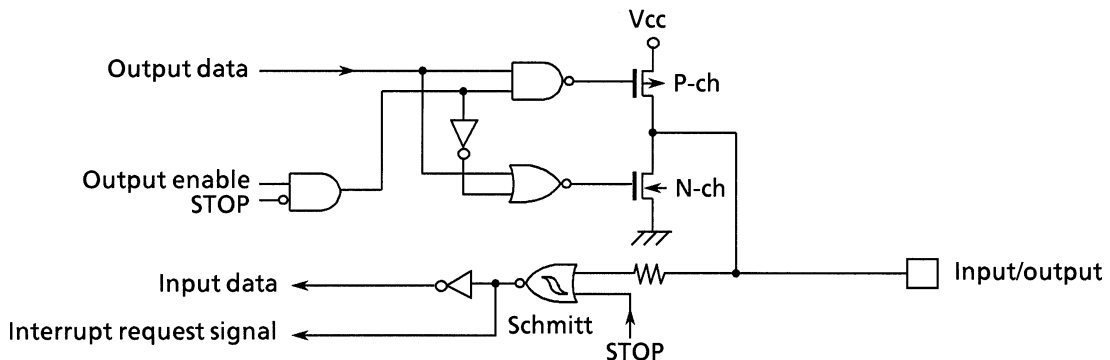 Vcc
Output data
P-ch
Output enable
STOP
N-ch
Input data
Input/output
Interrupt request signal
Schmitt
STOP